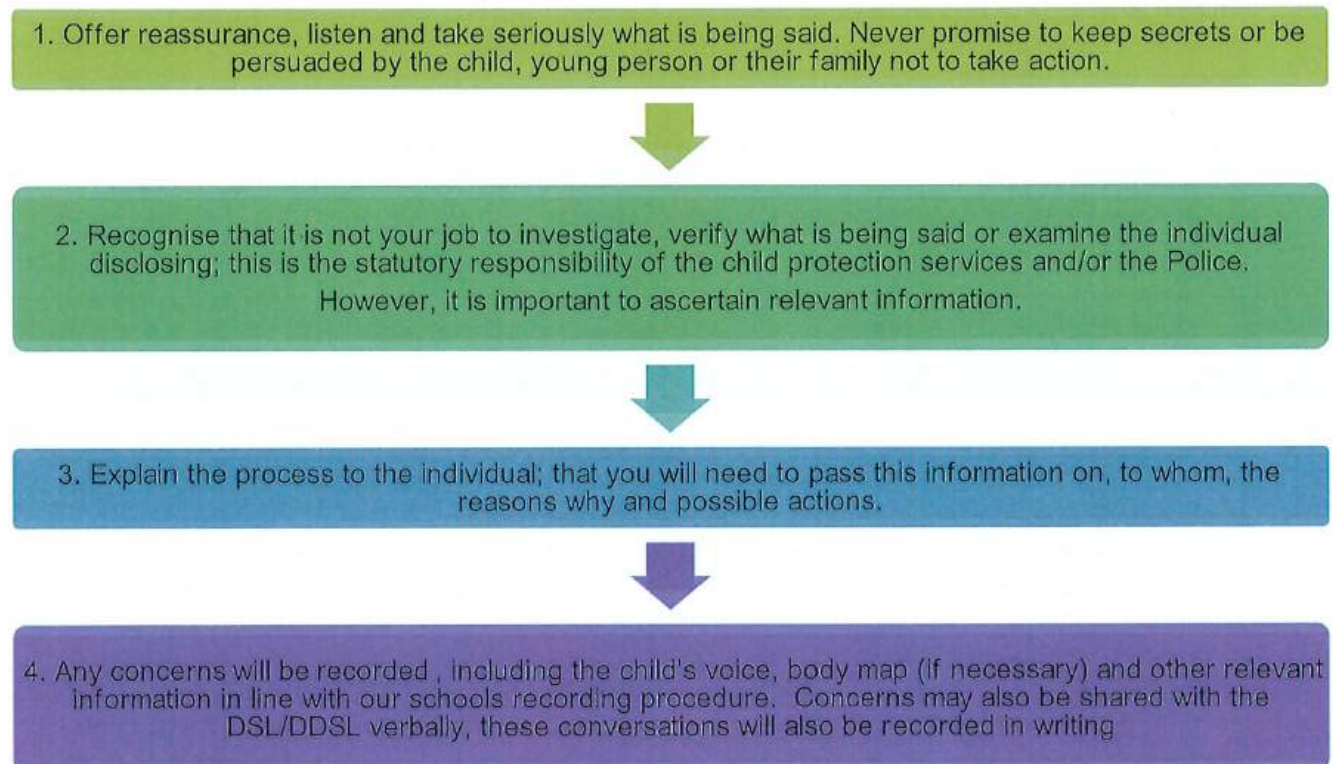 1. Offer reassurance, listen and take seriously what is being said. Never promise to keep secrets or be
persuaded by the child, young person or their family not to take action.
2. Recognise that it is not your job to investigate, verify what is being said or examine the individual
disclosing; this is the statutory responsibility of the child protection services and/or the Police.
However, it is important to ascertain relevant information.
3. Explain the process to the individual; that you will need to pass this information on, to whom, the
reasons why and possible actions.
4. Any concerns will be recorded , including the child's voice, body map (if necessary) and other relevant
information in line with our schools recording procedure. Concerns may also be shared with the
DSL/DDSL verbally, these conversations will also be recorded in writing